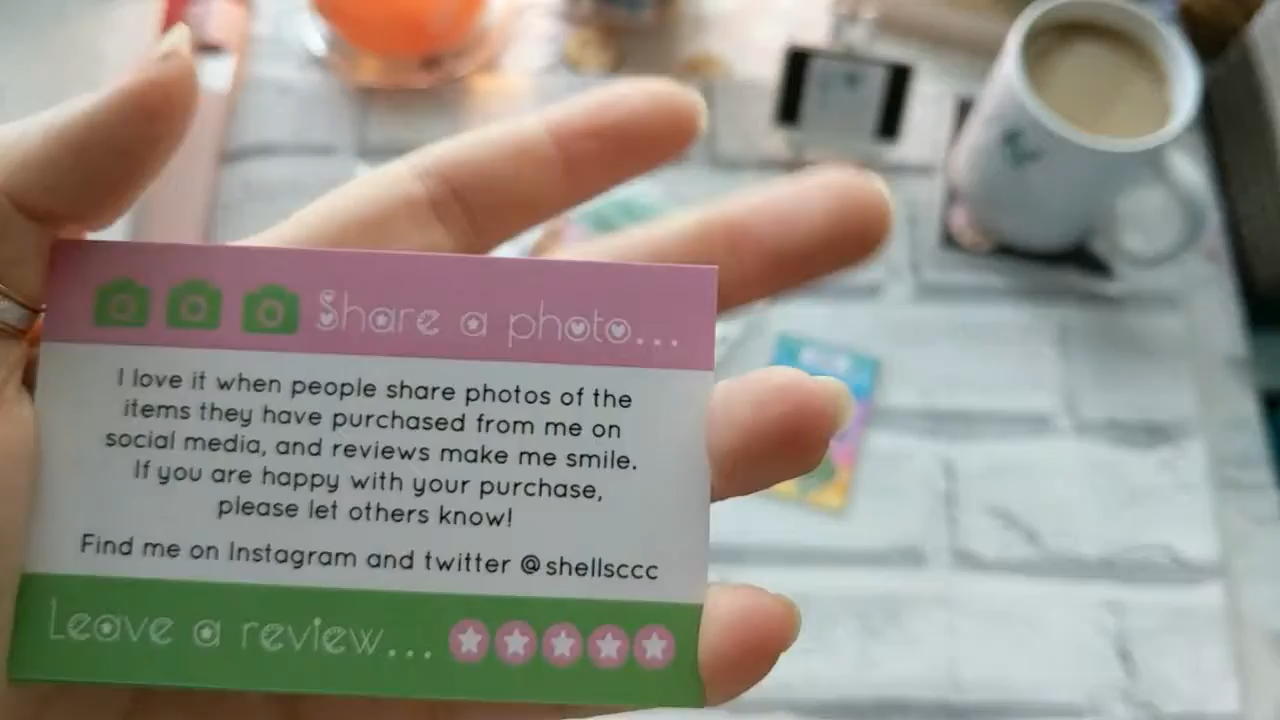 Share a photo...
I love it when people share photos of the
items they have purchased from me on
social media, and reviews make me smile.
If you are happy with your purchase,
please let others know!
Find me on Instagram and twitter @shellsccc
Leave a review...